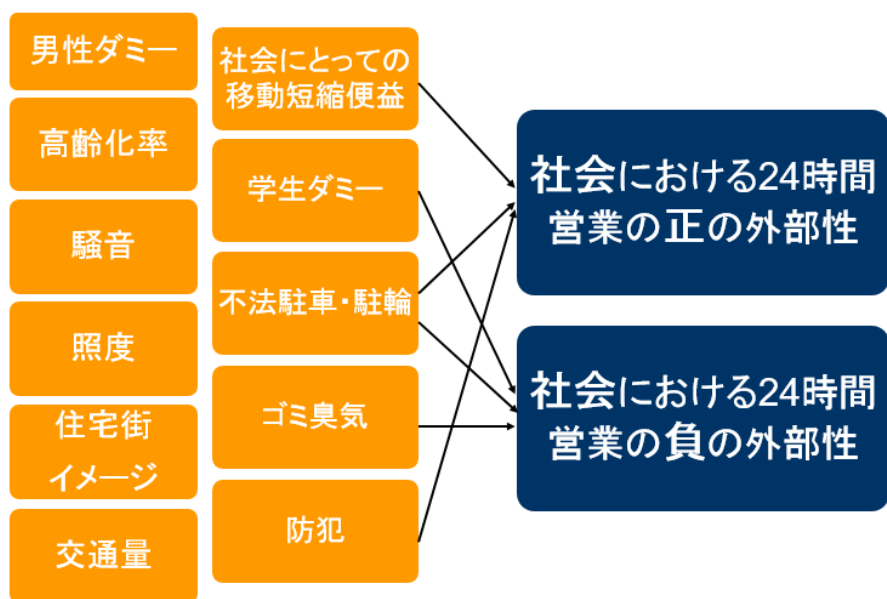 男性ダミー
高齢化率
騒音
照度
住宅街
イメージ
交通量
社会にとっての
移動短縮便益
学生ダミー
不法駐車・駐輪
ゴミ臭気
防犯
社会における24時間
営業の正の外部性
社会における24時間
営業の負の外部性